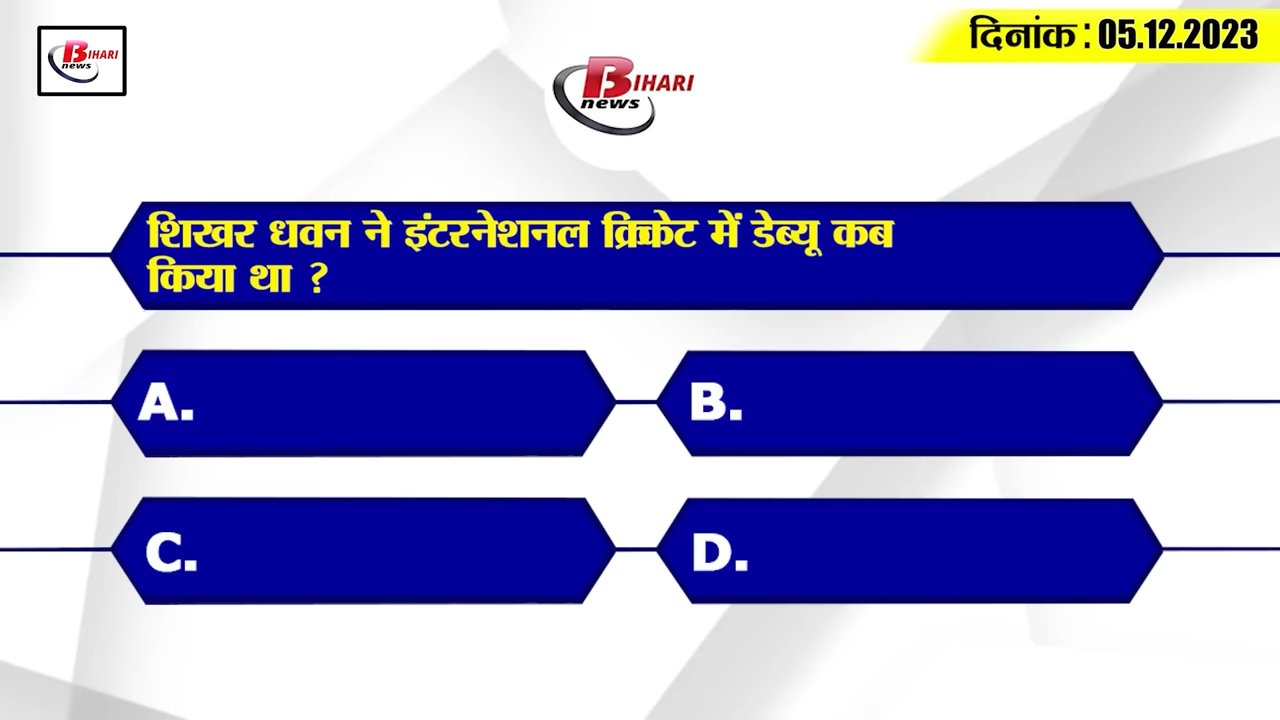 BIHARI
news
दिनांक : 05.12.2023
BIHARI
news
शिखर धवन ने इंटरनेशनल क्रिकेट में डेब्यू कब
किया था ?
A.
B.
C.
D.